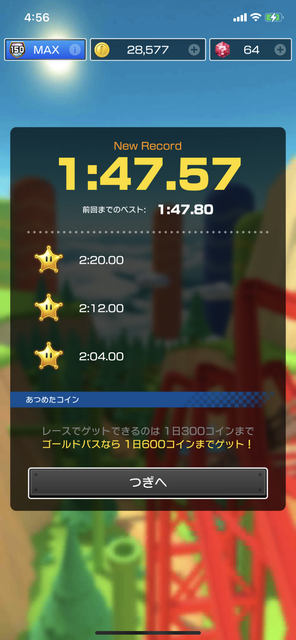 4:56
150 MAX i 28,577 + 64 +
New Record
1:47.57
前回までのベスト: 1:47.80
2:20.00
2:12.00
2:04.00
あつめたコイン
レースでゲットできるのは 1日300コインまで
ゴールドパスなら 1日600コインまでゲット！
つぎへ